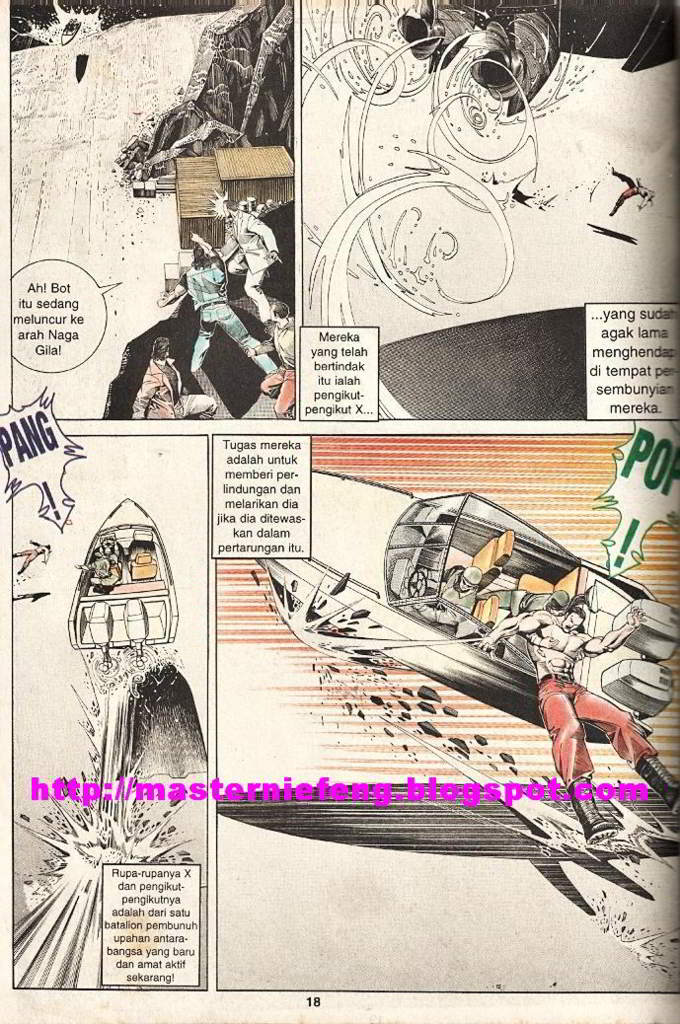 Ah! Bot
itu sedang
meluncur ke
arah Naga
Gila!
Mereka
yang telah
bertindak
itu ialah
pengikut-
pengikut X...
...yang sudah
agak lama
menghendap
di tempat per-
sembunyian
mereka.
PANG
!
Tugas mereka
adalah untuk
memberi per-
lindungan dan
melarikan dia
jika dia ditewas-
kan dalam
pertarungan itu.
POP
!
http://masterniefeng.blogspot.com
Rupa-rupanya X
dan pengikut-
pengikutnya
adalah dari satu
batalion pembunuh
upahan antara-
bangsa yang baru
dan amat aktif
sekarang!
18